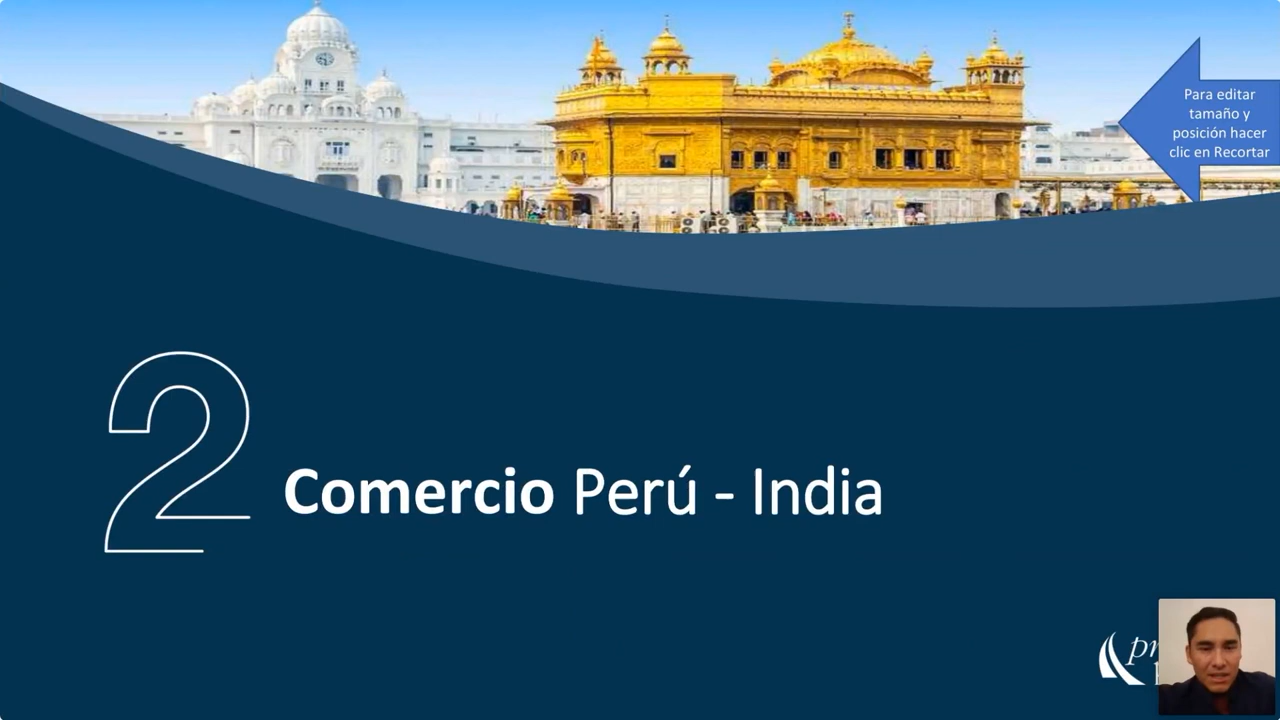 Para editar
tamaño y
posición hacer
clic en Recortar
2
Comercio Perú - India